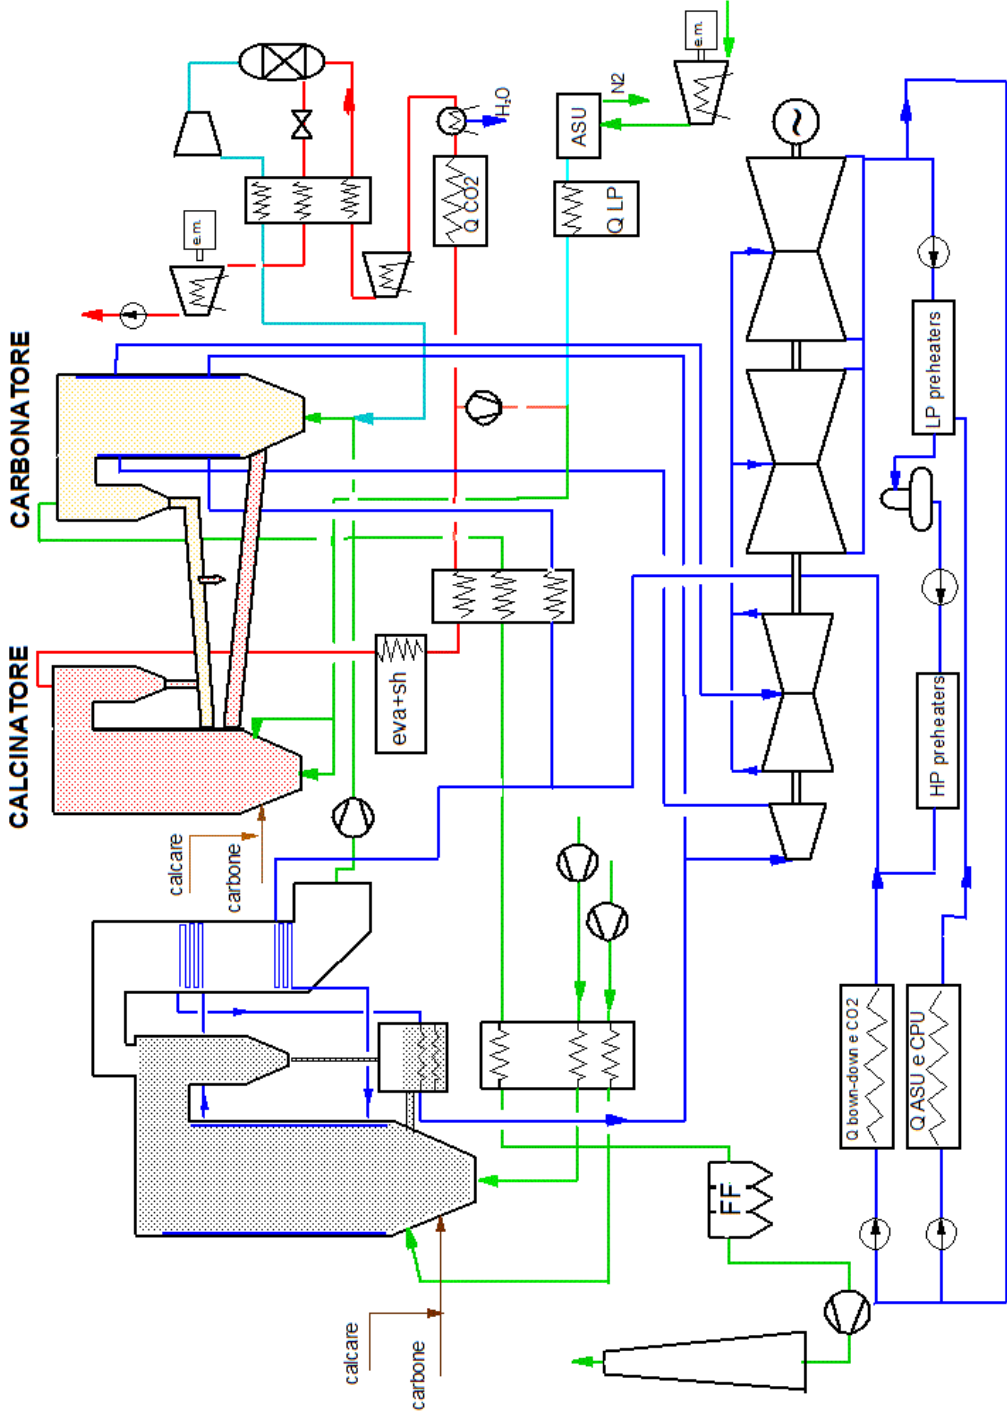 CALCINATORE
CARBONATORE
e.m.
e.m.
H₂O
Q CO2
ASU
N2
Q LP
calcare
carbone
eva+sh
calcare
carbone
FF
LP preheaters
HP preheaters
Q bown-down e CO2
Q ASU e CPU
~